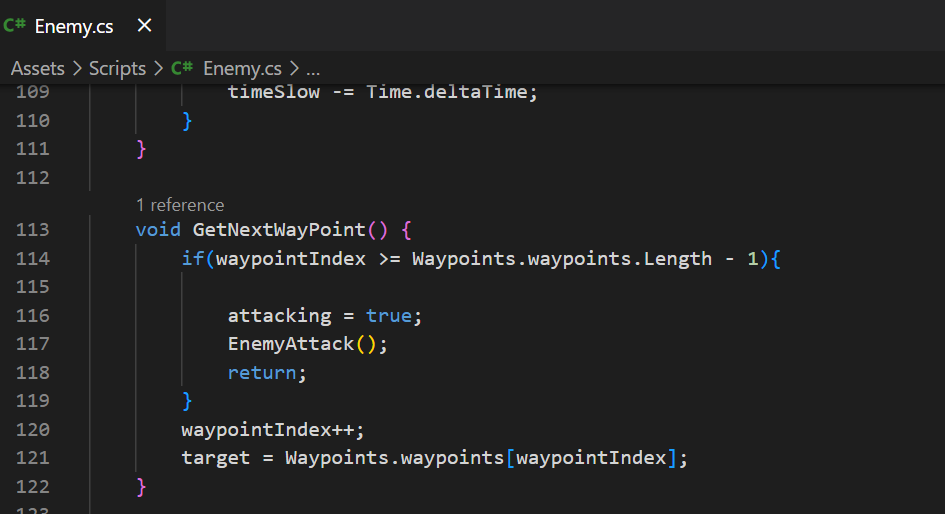 C# Enemy.cs ×
Assets > Scripts > C# Enemy.cs > ...
109 timeSlow -= Time.deltaTime;
110 }
111 }
112
1 reference
113 void GetNextWayPoint() {
114 if(waypointIndex >= Waypoints.waypoints.Length - 1){
115
116 attacking = true;
117 EnemyAttack();
118 return;
119 }
120 waypointIndex++;
121 target = Waypoints.waypoints[waypointIndex];
122 }
123